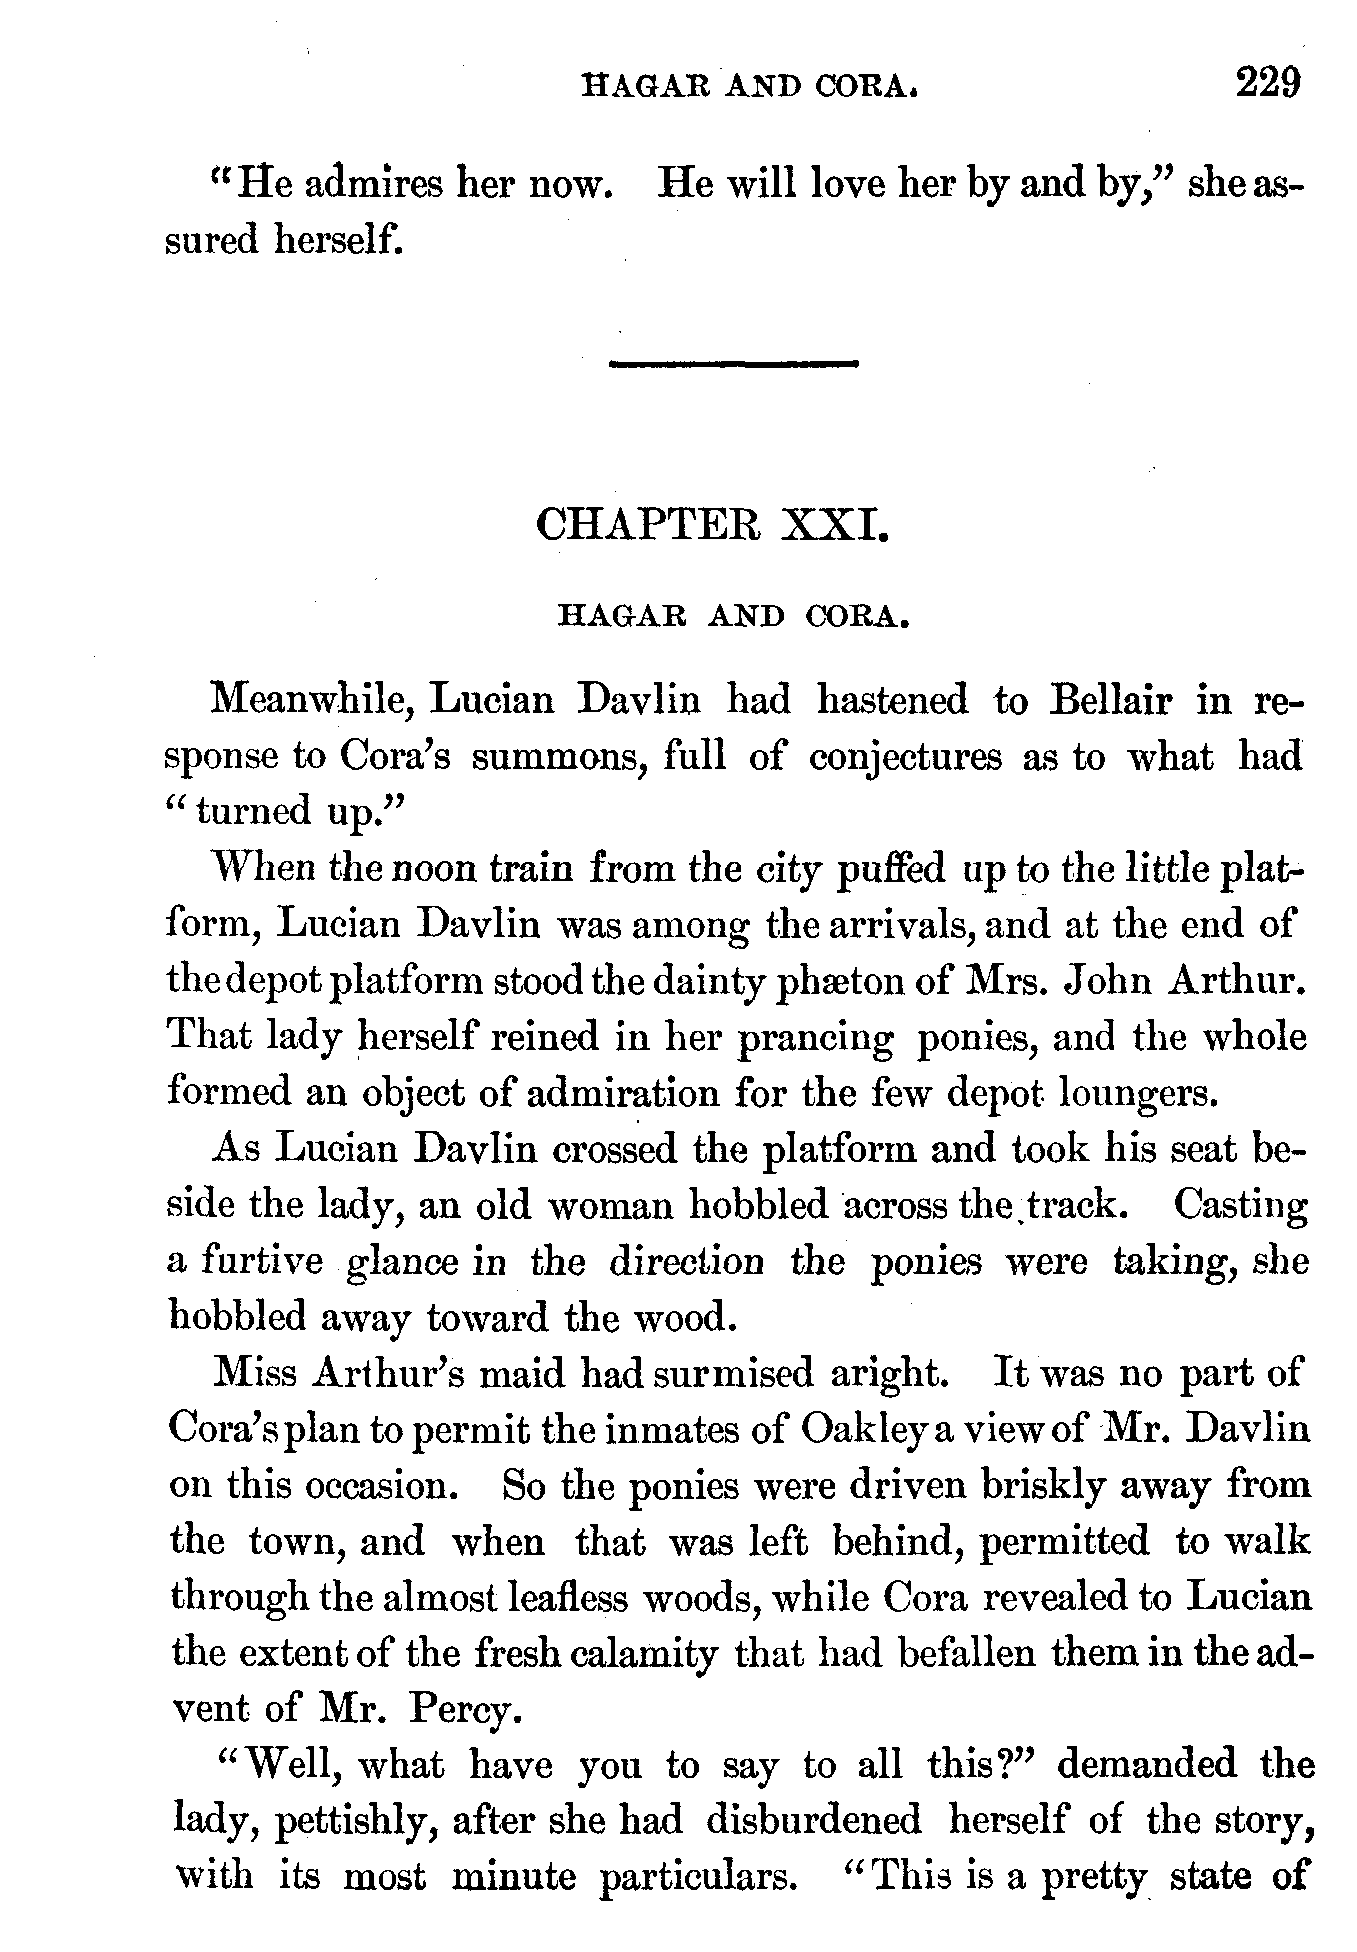 HAGAR AND CORA. 229
"He admires her now. He will love her by and by," she as-
sured herself.
CHAPTER XXI.
HAGAR AND CORA.
Meanwhile, Lucian Davlin had hastened to Bellair in re-
sponse to Cora's summons, full of conjectures as to what had
"turned up."
When the noon train from the city puffed up to the little plat-
form, Lucian Davlin was among the arrivals, and at the end of
the depot platform stood the dainty phæton of Mrs. John Arthur.
That lady herself reined in her prancing ponies, and the whole
formed an object of admiration for the few depot loungers.
As Lucian Davlin crossed the platform and took his seat be-
side the lady, an old woman hobbled across the track. Casting
a furtive glance in the direction the ponies were taking, she
hobbled away toward the wood.
Miss Arthur's maid had surmised aright. It was no part of
Cora's plan to permit the inmates of Oakley a view of Mr. Davlin
on this occasion. So the ponies were driven briskly away from
the town, and when that was left behind, permitted to walk
through the almost leafless woods, while Cora revealed to Lucian
the extent of the fresh calamity that had befallen them in the ad-
vent of Mr. Percy.
"Well, what have you to say to all this?" demanded the
lady, pettishly, after she had disburdened herself of the story,
with its most minute particulars. "This is a pretty state of